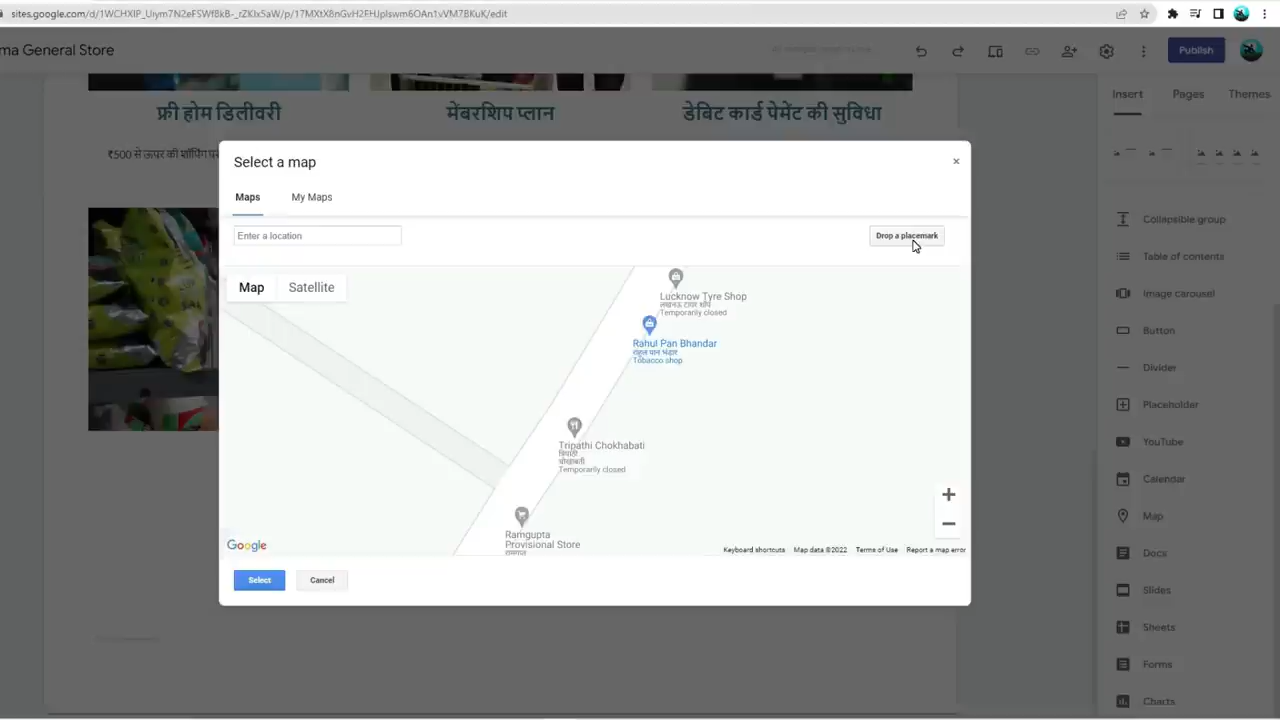 sites.google.com/d/1WCHXlP_Uiym7N2eFSWf8kB-_rZKIx5aW/p/17MXtX8nGvH2FHJplswm6OAn1vVM7BKuK/edit
ma General Store
Publish
Insert
Pages
Themes
फ्री होम डिलीवरी
मेंबरशिप प्लान
डेबिट कार्ड पेमेंट की सुविधा
₹500 से ऊपर की शॉपिंग पर
Select a map
×
Maps
My Maps
Enter a location
Drop a placemark
Map
Satellite
Lucknow Tyre Shop
लखनऊ टायर शॉप
Temporarily closed
Rahul Pan Bhandar
राहुल पान भंडार
Tobacco shop
Tripathi Chokhabati
त्रिपाठी
चोखाबाटी
Temporarily closed
Ramgupta
Provisional Store
Google
Keyboard shortcuts
Map data ©2022
Terms of Use
Report a map error
Select
Cancel
Collapsible group
Table of contents
Image carousel
Button
Divider
Placeholder
YouTube
Calendar
Map
Docs
Slides
Sheets
Forms
Charts